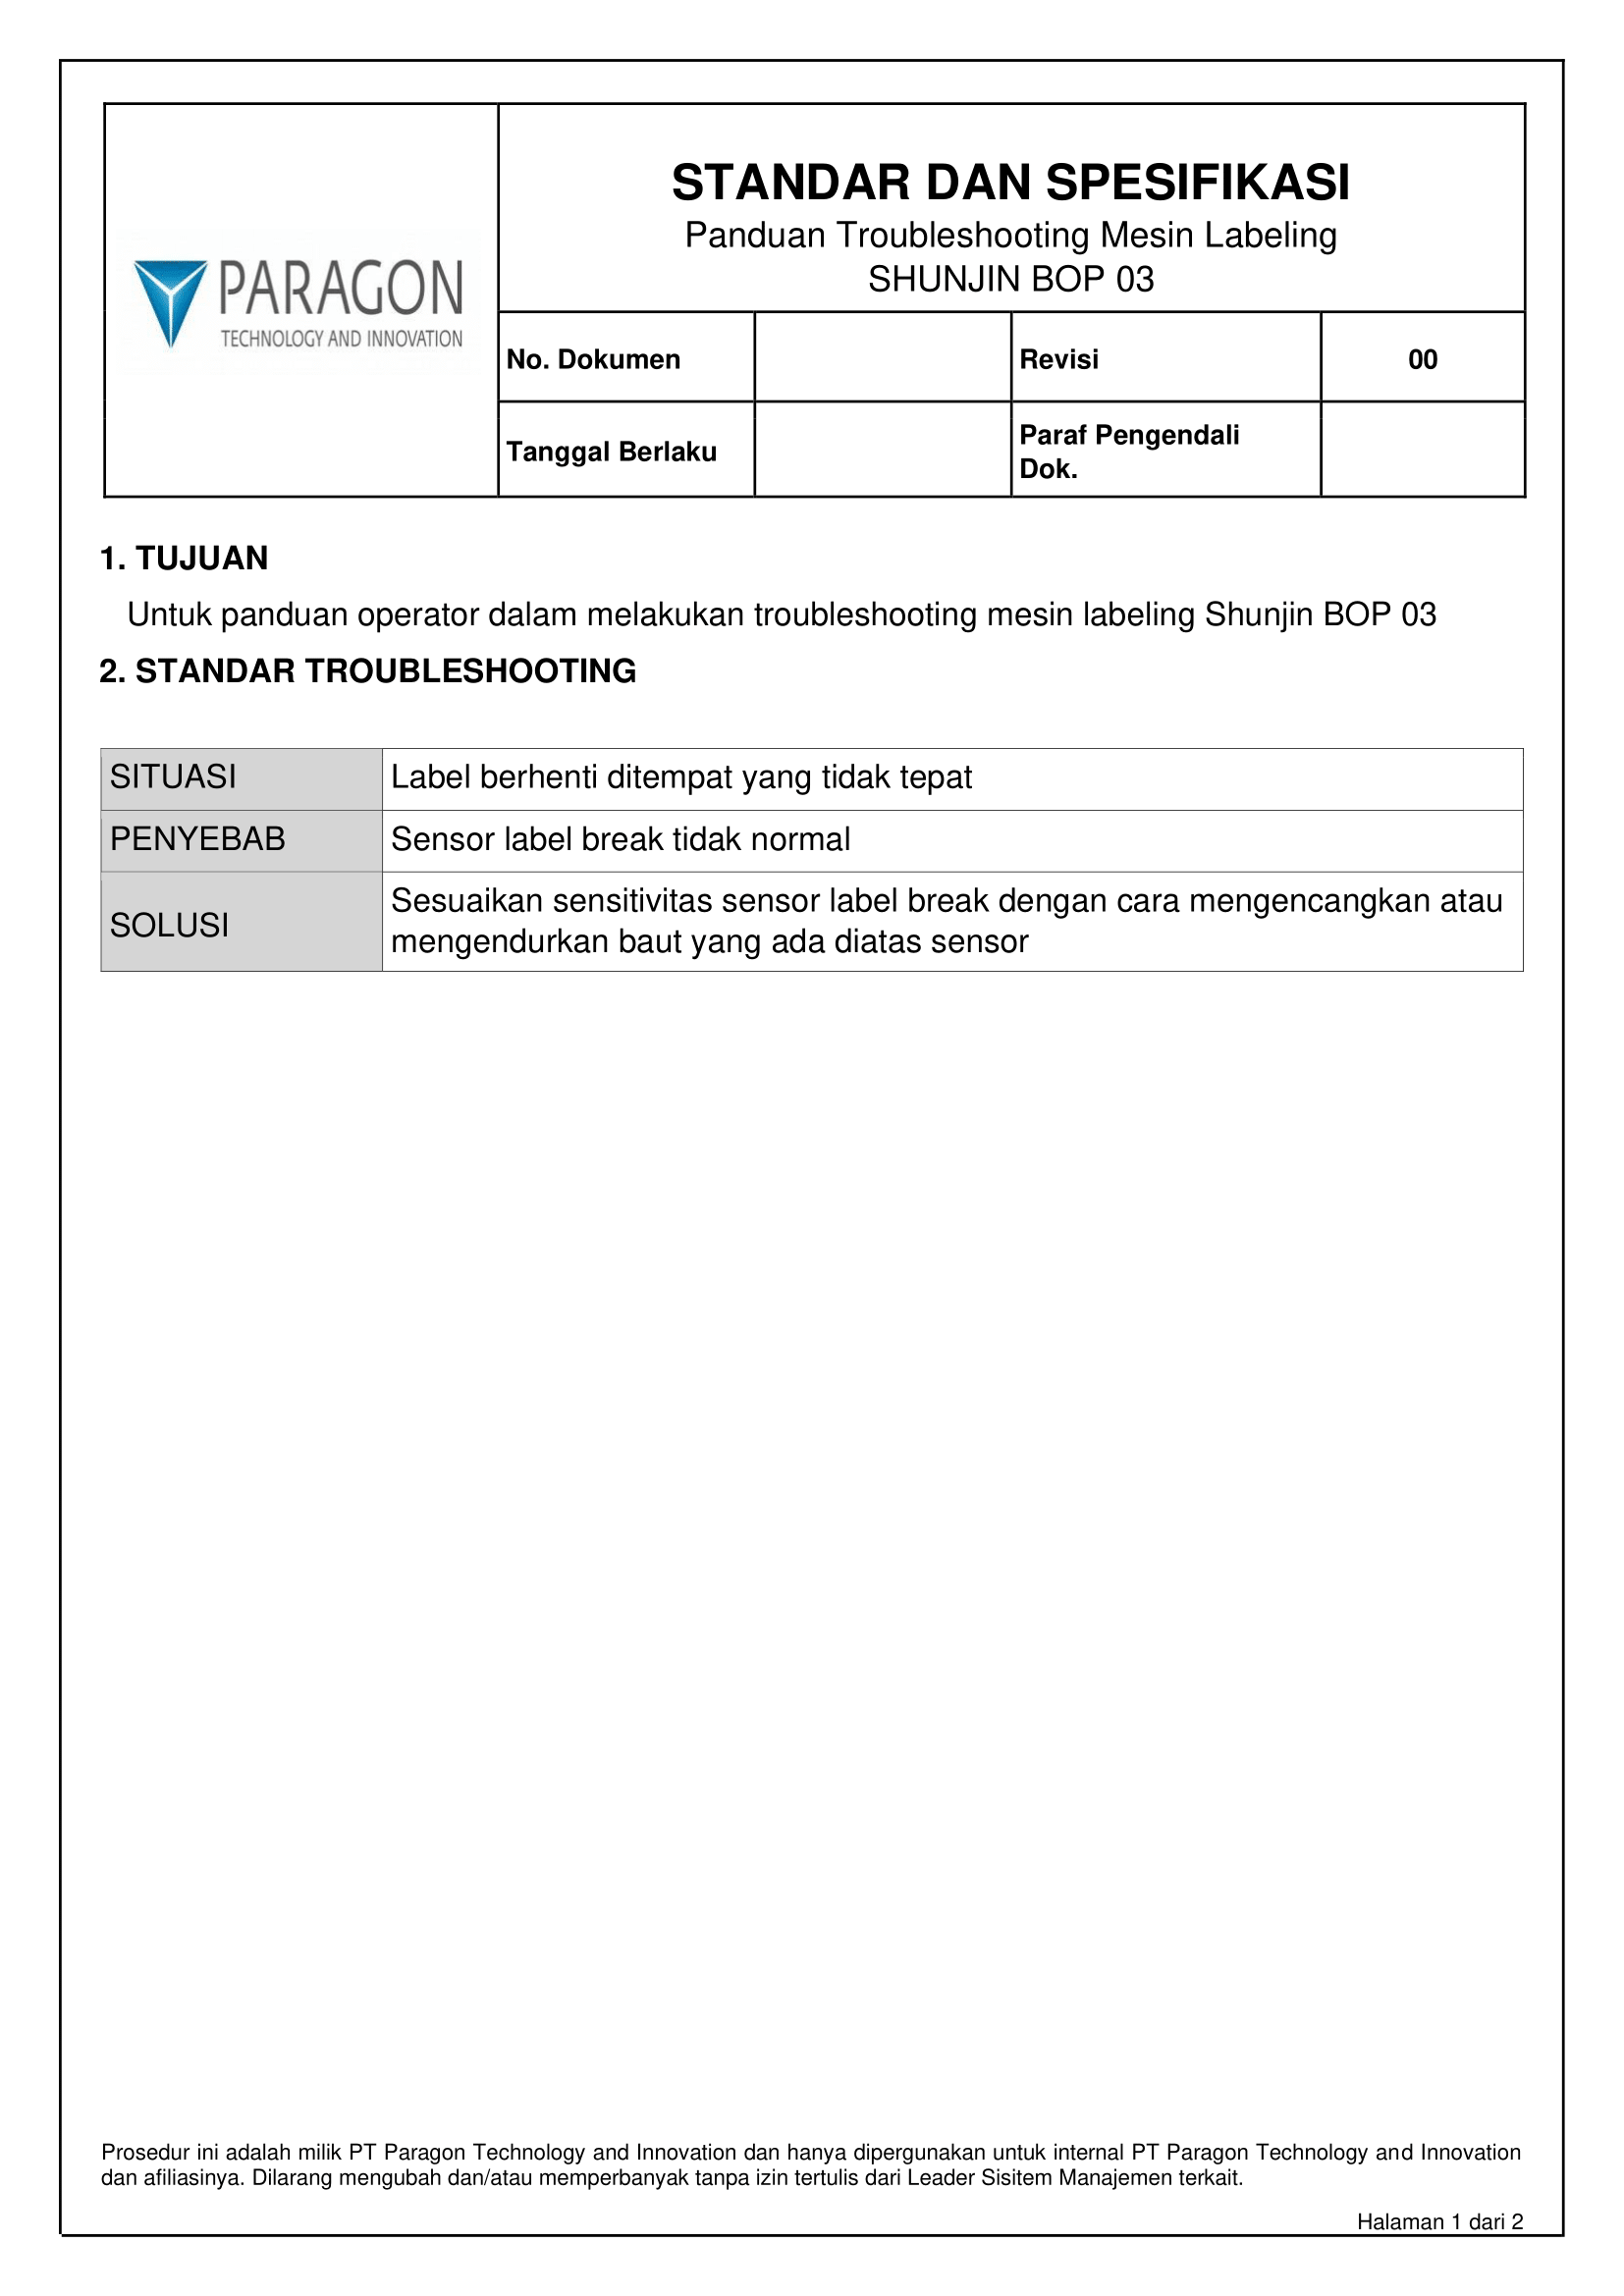 PARAGON
TECHNOLOGY AND INNOVATION
STANDAR DAN SPESIFIKASI
Panduan Troubleshooting Mesin Labeling
SHUNJIN BOP 03
No. Dokumen
Revisi
00
Tanggal Berlaku
Paraf Pengendali
Dok.
1. TUJUAN
Untuk panduan operator dalam melakukan troubleshooting mesin labeling Shunjin BOP 03
2. STANDAR TROUBLESHOOTING
SITUASI
Label berhenti ditempat yang tidak tepat
PENYEBAB
Sensor label break tidak normal
SOLUSI
Sesuaikan sensitivitas sensor label break dengan cara mengencangkan atau
mengendurkan baut yang ada diatas sensor
Prosedur ini adalah milik PT Paragon Technology and Innovation dan hanya dipergunakan untuk internal PT Paragon Technology and Innovation
dan afiliasinya. Dilarang mengubah dan/atau memperbanyak tanpa izin tertulis dari Leader Sisitem Manajemen terkait.
Halaman 1 dari 2